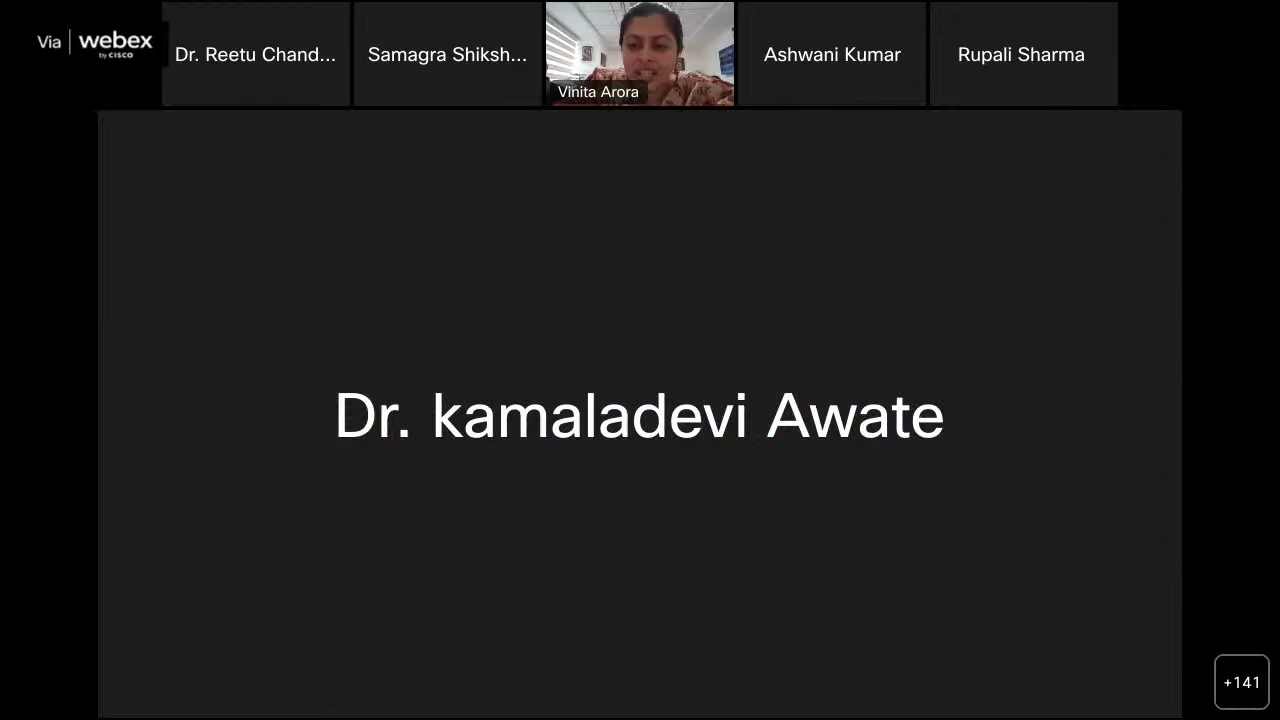 Via | webex
by CISCO
Dr. Reetu Chand...
Samagra Shiksh...
Vinita Arora
Ashwani Kumar
Rupali Sharma
Dr. kamaladevi Awate
+141